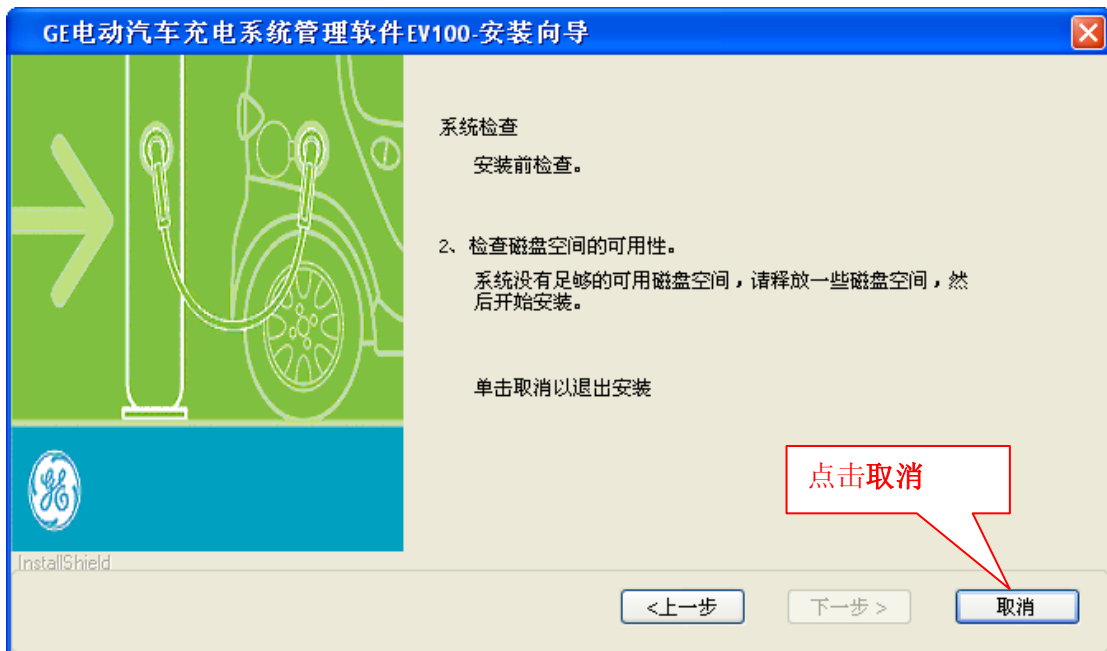 GE电动汽车充电系统管理软件EV100-安装向导
系统检查
安装前检查。
2、检查磁盘空间的可用性。
系统没有足够的可用磁盘空间，请释放一些磁盘空间，然
后开始安装。
单击取消以退出安装
点击取消
GE
InstallShield
<上一步
下一步 >
取消